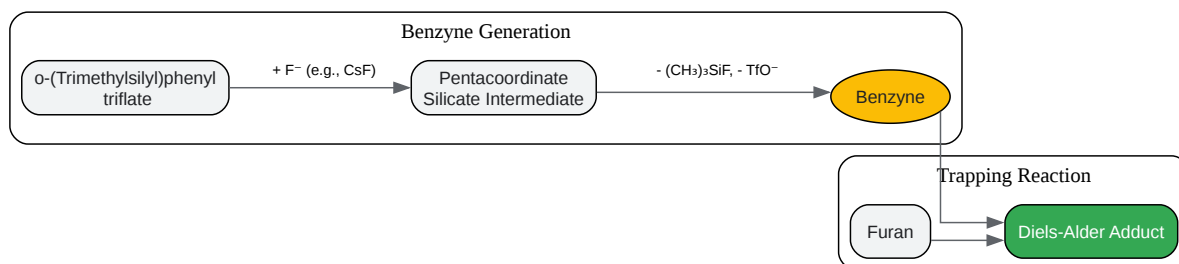 Benzyne Generation
o-(Trimethylsilyl)phenyl
triflate
+ F⁻ (e.g., CsF)
Pentacoordinate
Silicate Intermediate
- (CH₃)₃SiF, - TfO⁻
Benzyne
Trapping Reaction
Furan
Diels-Alder Adduct